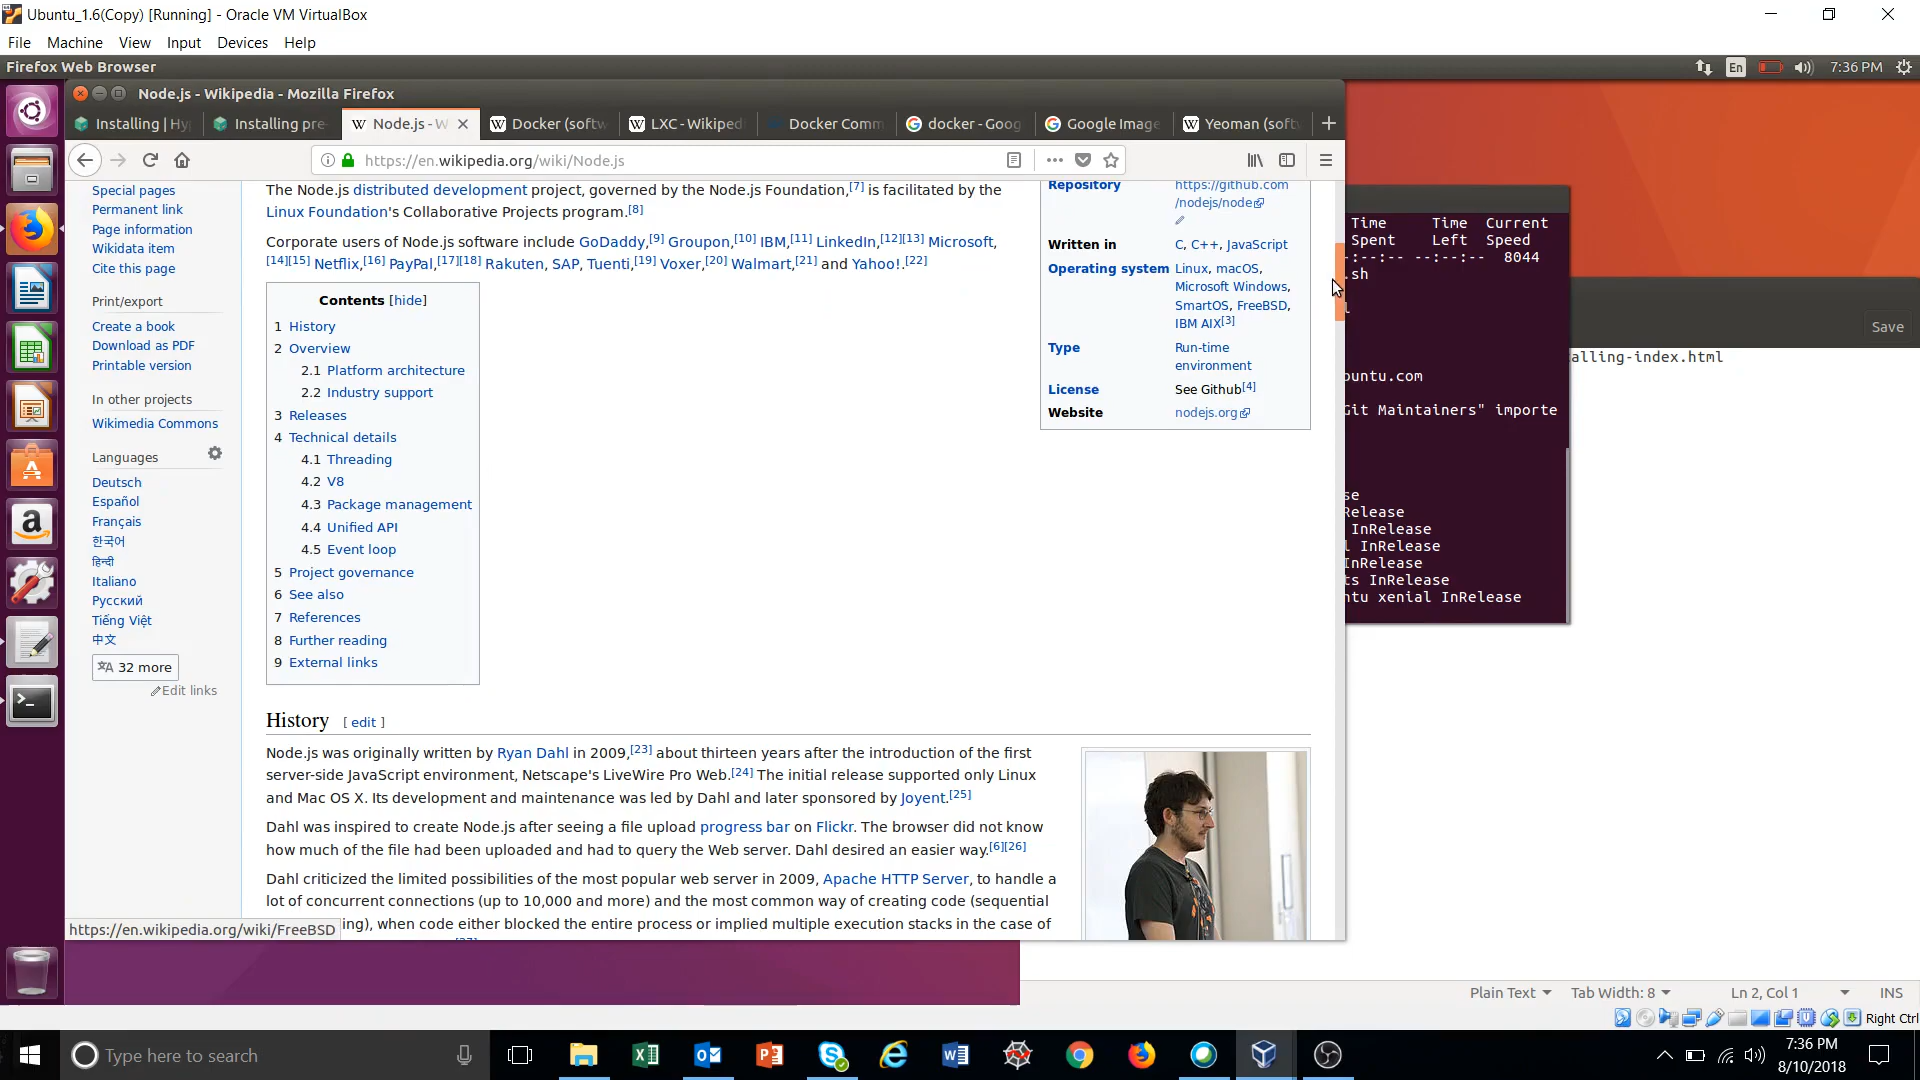 Ubuntu_1.6(Copy) [Running] - Oracle VM VirtualBox
File Machine View Input Devices Help
Firefox Web Browser
En 7:36 PM
Node.js - Wikipedia - Mozilla Firefox
Installing | Hy Installing pre Node.js - W Docker (softw LXC - Wikiped Docker Comm docker - Goog Google Image Yeoman (soft
https://en.wikipedia.org/wiki/Node.js
Special pages
Permanent link
Page information
Wikidata item
Cite this page
Print/export
Create a book
Download as PDF
Printable version
In other projects
Wikimedia Commons
Languages
Deutsch
Español
Français
한국어
हिन्दी
Italiano
Русский
Tiếng Việt
中文
32 more
Edit links
The Node.js distributed development project, governed by the Node.js Foundation,[7] is facilitated by the
Linux Foundation's Collaborative Projects program.[8]
Corporate users of Node.js software include GoDaddy,[9] Groupon,[10] IBM,[11] LinkedIn,[12][13] Microsoft,
[14][15] Netflix,[16] PayPal,[17][18] Rakuten, SAP, Tuenti,[19] Voxer,[20] Walmart,[21] and Yahoo!.[22]
Contents [hide]
1 History
2 Overview
2.1 Platform architecture
2.2 Industry support
3 Releases
4 Technical details
4.1 Threading
4.2 V8
4.3 Package management
4.4 Unified API
4.5 Event loop
5 Project governance
6 See also
7 References
8 Further reading
9 External links
Repository https://github.com
/nodejs/node
Written in C, C++, JavaScript
Operating system Linux, macOS,
Microsoft Windows,
SmartOS, FreeBSD,
IBM AIX[3]
Type Run-time
environment
License See Github[4]
Website nodejs.org
History [ edit ]
Node.js was originally written by Ryan Dahl in 2009,[23] about thirteen years after the introduction of the first
server-side JavaScript environment, Netscape's LiveWire Pro Web.[24] The initial release supported only Linux
and Mac OS X. Its development and maintenance was led by Dahl and later sponsored by Joyent.[25]
Dahl was inspired to create Node.js after seeing a file upload progress bar on Flickr. The browser did not know
how much of the file had been uploaded and had to query the Web server. Dahl desired an easier way.[6][26]
Dahl criticized the limited possibilities of the most popular web server in 2009, Apache HTTP Server, to handle a
lot of concurrent connections (up to 10,000 and more) and the most common way of creating code (sequential
ing), when code either blocked the entire process or implied multiple execution stacks in the case of
https://en.wikipedia.org/wiki/FreeBSD
Time Time Current
Spent Left Speed
:--:-- --:--:-- 8044
.sh
l
buntu.com
Git Maintainers" importe
se
Release
InRelease
l InRelease
InRelease
ts InRelease
ntu xenial InRelease
Save
alling-index.html
Plain Text Tab Width: 8 Ln 2, Col 1 INS
Right Ctrl
Type here to search
7:36 PM
8/10/2018